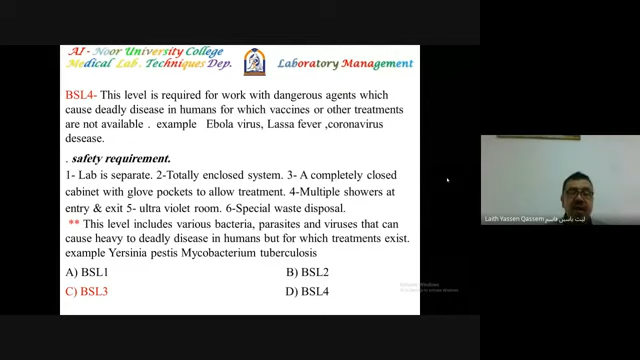 Al - Noor University College
Medical Lab. Techniques Dep. Laboratory Management
BSL4- This level is required for work with dangerous agents which
cause deadly disease in humans for which vaccines or other treatments
are not available . example Ebola virus, Lassa fever ,coronavirus
desease.
. safety requirement.
1- Lab is separate. 2-Totally enclosed system. 3- A completely closed
cabinet with glove pockets to allow treatment. 4-Multiple showers at
entry & exit 5- ultra violet room. 6-Special waste disposal.
** This level includes various bacteria, parasites and viruses that can
cause heavy to deadly disease in humans but for which treatments exist.
example Yersinia pestis Mycobacterium tuberculosis
A) BSL1 B) BSL2
C) BSL3 D) BSL4
Laith Yassen Qassem ليث ياسين قاسم